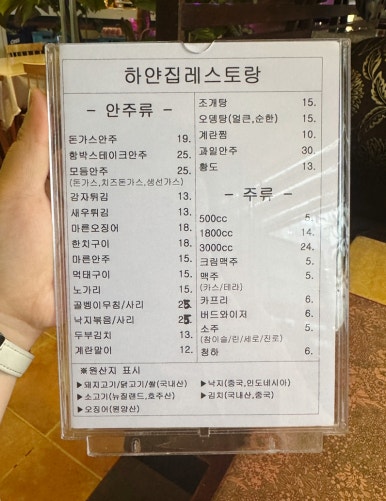 하얀집레스토랑
- 안주류 -
돈가스안주 19.
함박스테이크안주 25.
모듬안주 25.
(돈가스,치즈돈가스,생선가스)
감자튀김 13.
새우튀김 13.
마른오징어 18.
한치구이 18.
마른안주 15.
먹태구이 15.
노가리 15.
골벵이무침/사리 25.
낙지볶음/사리 25.
두부김치 13.
계란말이 12.
조개탕 15.
오뎅탕(얼큰,순한) 15.
계란찜 10.
과일안주 30.
황도 13.
- 주류 -
500cc 5.
1800cc 14.
3000cc 24.
크림맥주 5.
맥주 5.
(카스/테라)
카프리 6.
버드와이저 6.
소주 5.
(참이슬/린/새로/진로)
청하 6.
※원산지 표시
▶돼지고기/닭고기/쌀(국내산)
▶소고기(뉴질랜드,호주산)
▶오징어(원양산)
▶낙지(중국,인도네시아)
▶김치(국내산,중국)